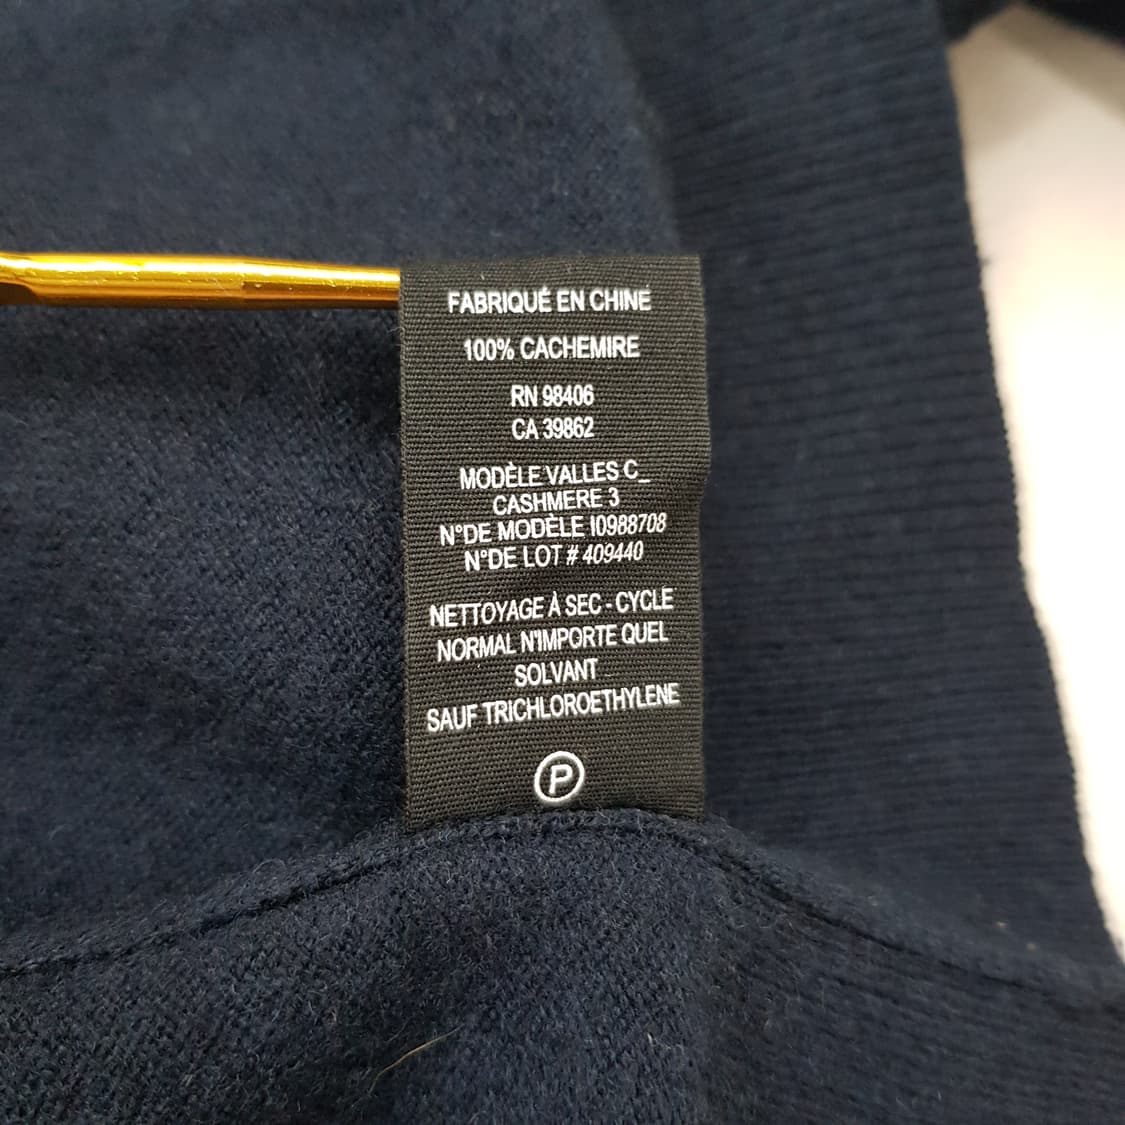 FABRIQUÉ EN CHINE
100% CACHEMIRE
RN 98406
CA 39862
MODÈLE VALLES C_
CASHMERE 3
N°DE MODÈLE I0988708
N°DE LOT # 409440
NETTOYAGE À SEC - CYCLE
NORMAL N'IMPORTE QUEL
SOLVANT
SAUF TRICHLOROETHYLENE
P